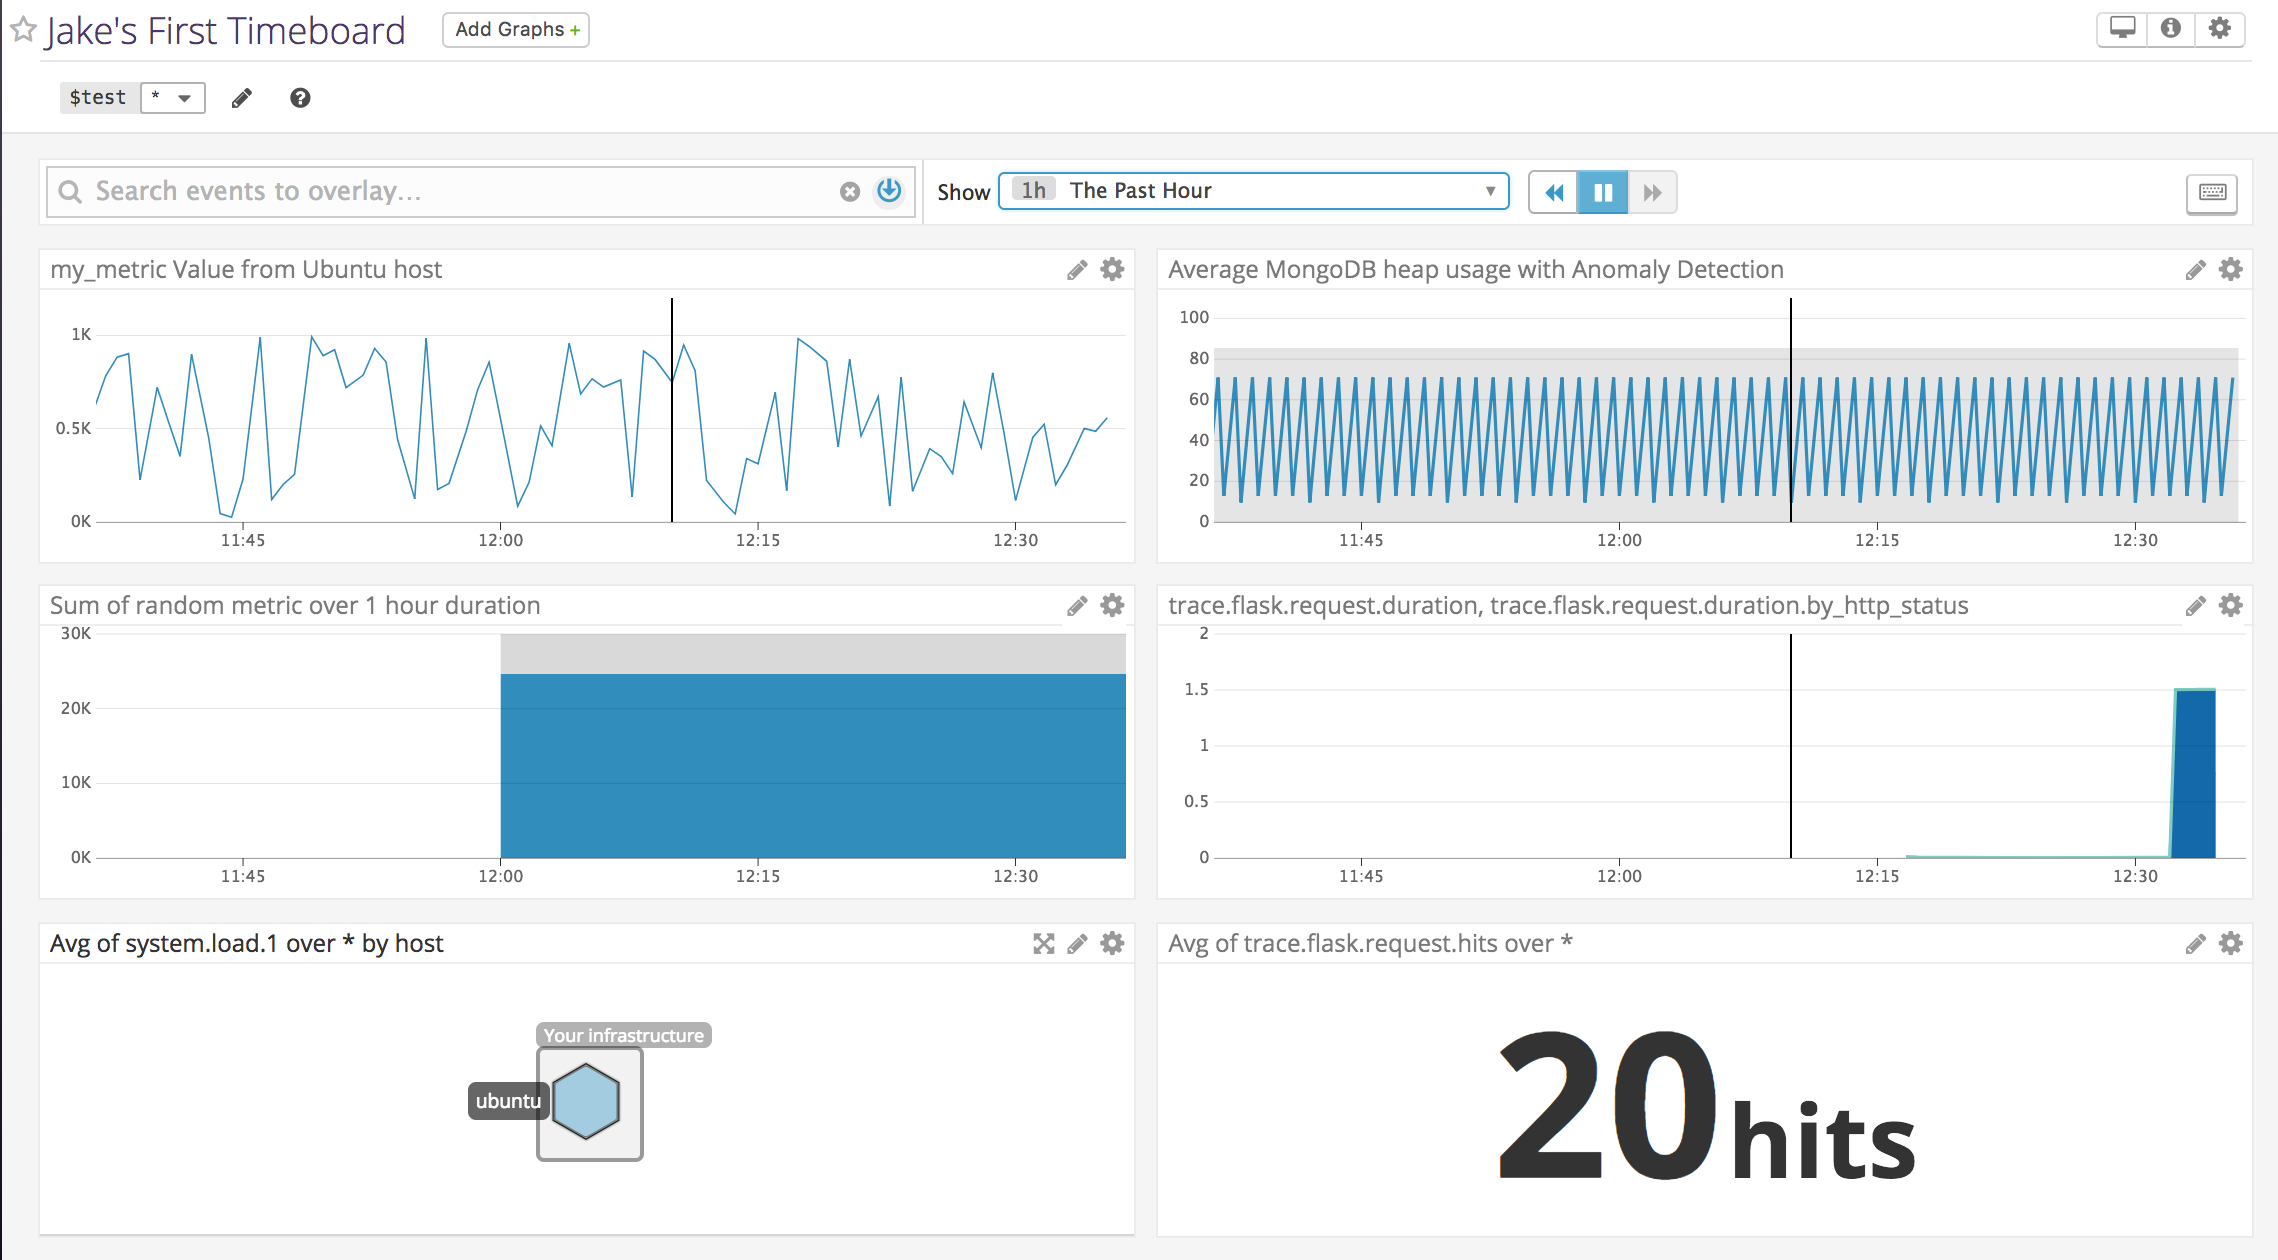 Jake's First Timeboard
Add Graphs +
$test
*
Search events to overlay...
Show
1h The Past Hour
my_metric Value from Ubuntu host
1K
0.5K
0K
11:45 12:00 12:15 12:30
Average MongoDB heap usage with Anomaly Detection
100
80
60
40
20
0
11:45 12:00 12:15 12:30
Sum of random metric over 1 hour duration
30K
20K
10K
0K
11:45 12:00 12:15 12:30
trace.flask.request.duration, trace.flask.request.duration.by_http_status
2
1.5
1
0.5
0
11:45 12:00 12:15 12:30
Avg of system.load.1 over * by host
Your infrastructure
ubuntu
Avg of trace.flask.request.hits over *
20 hits